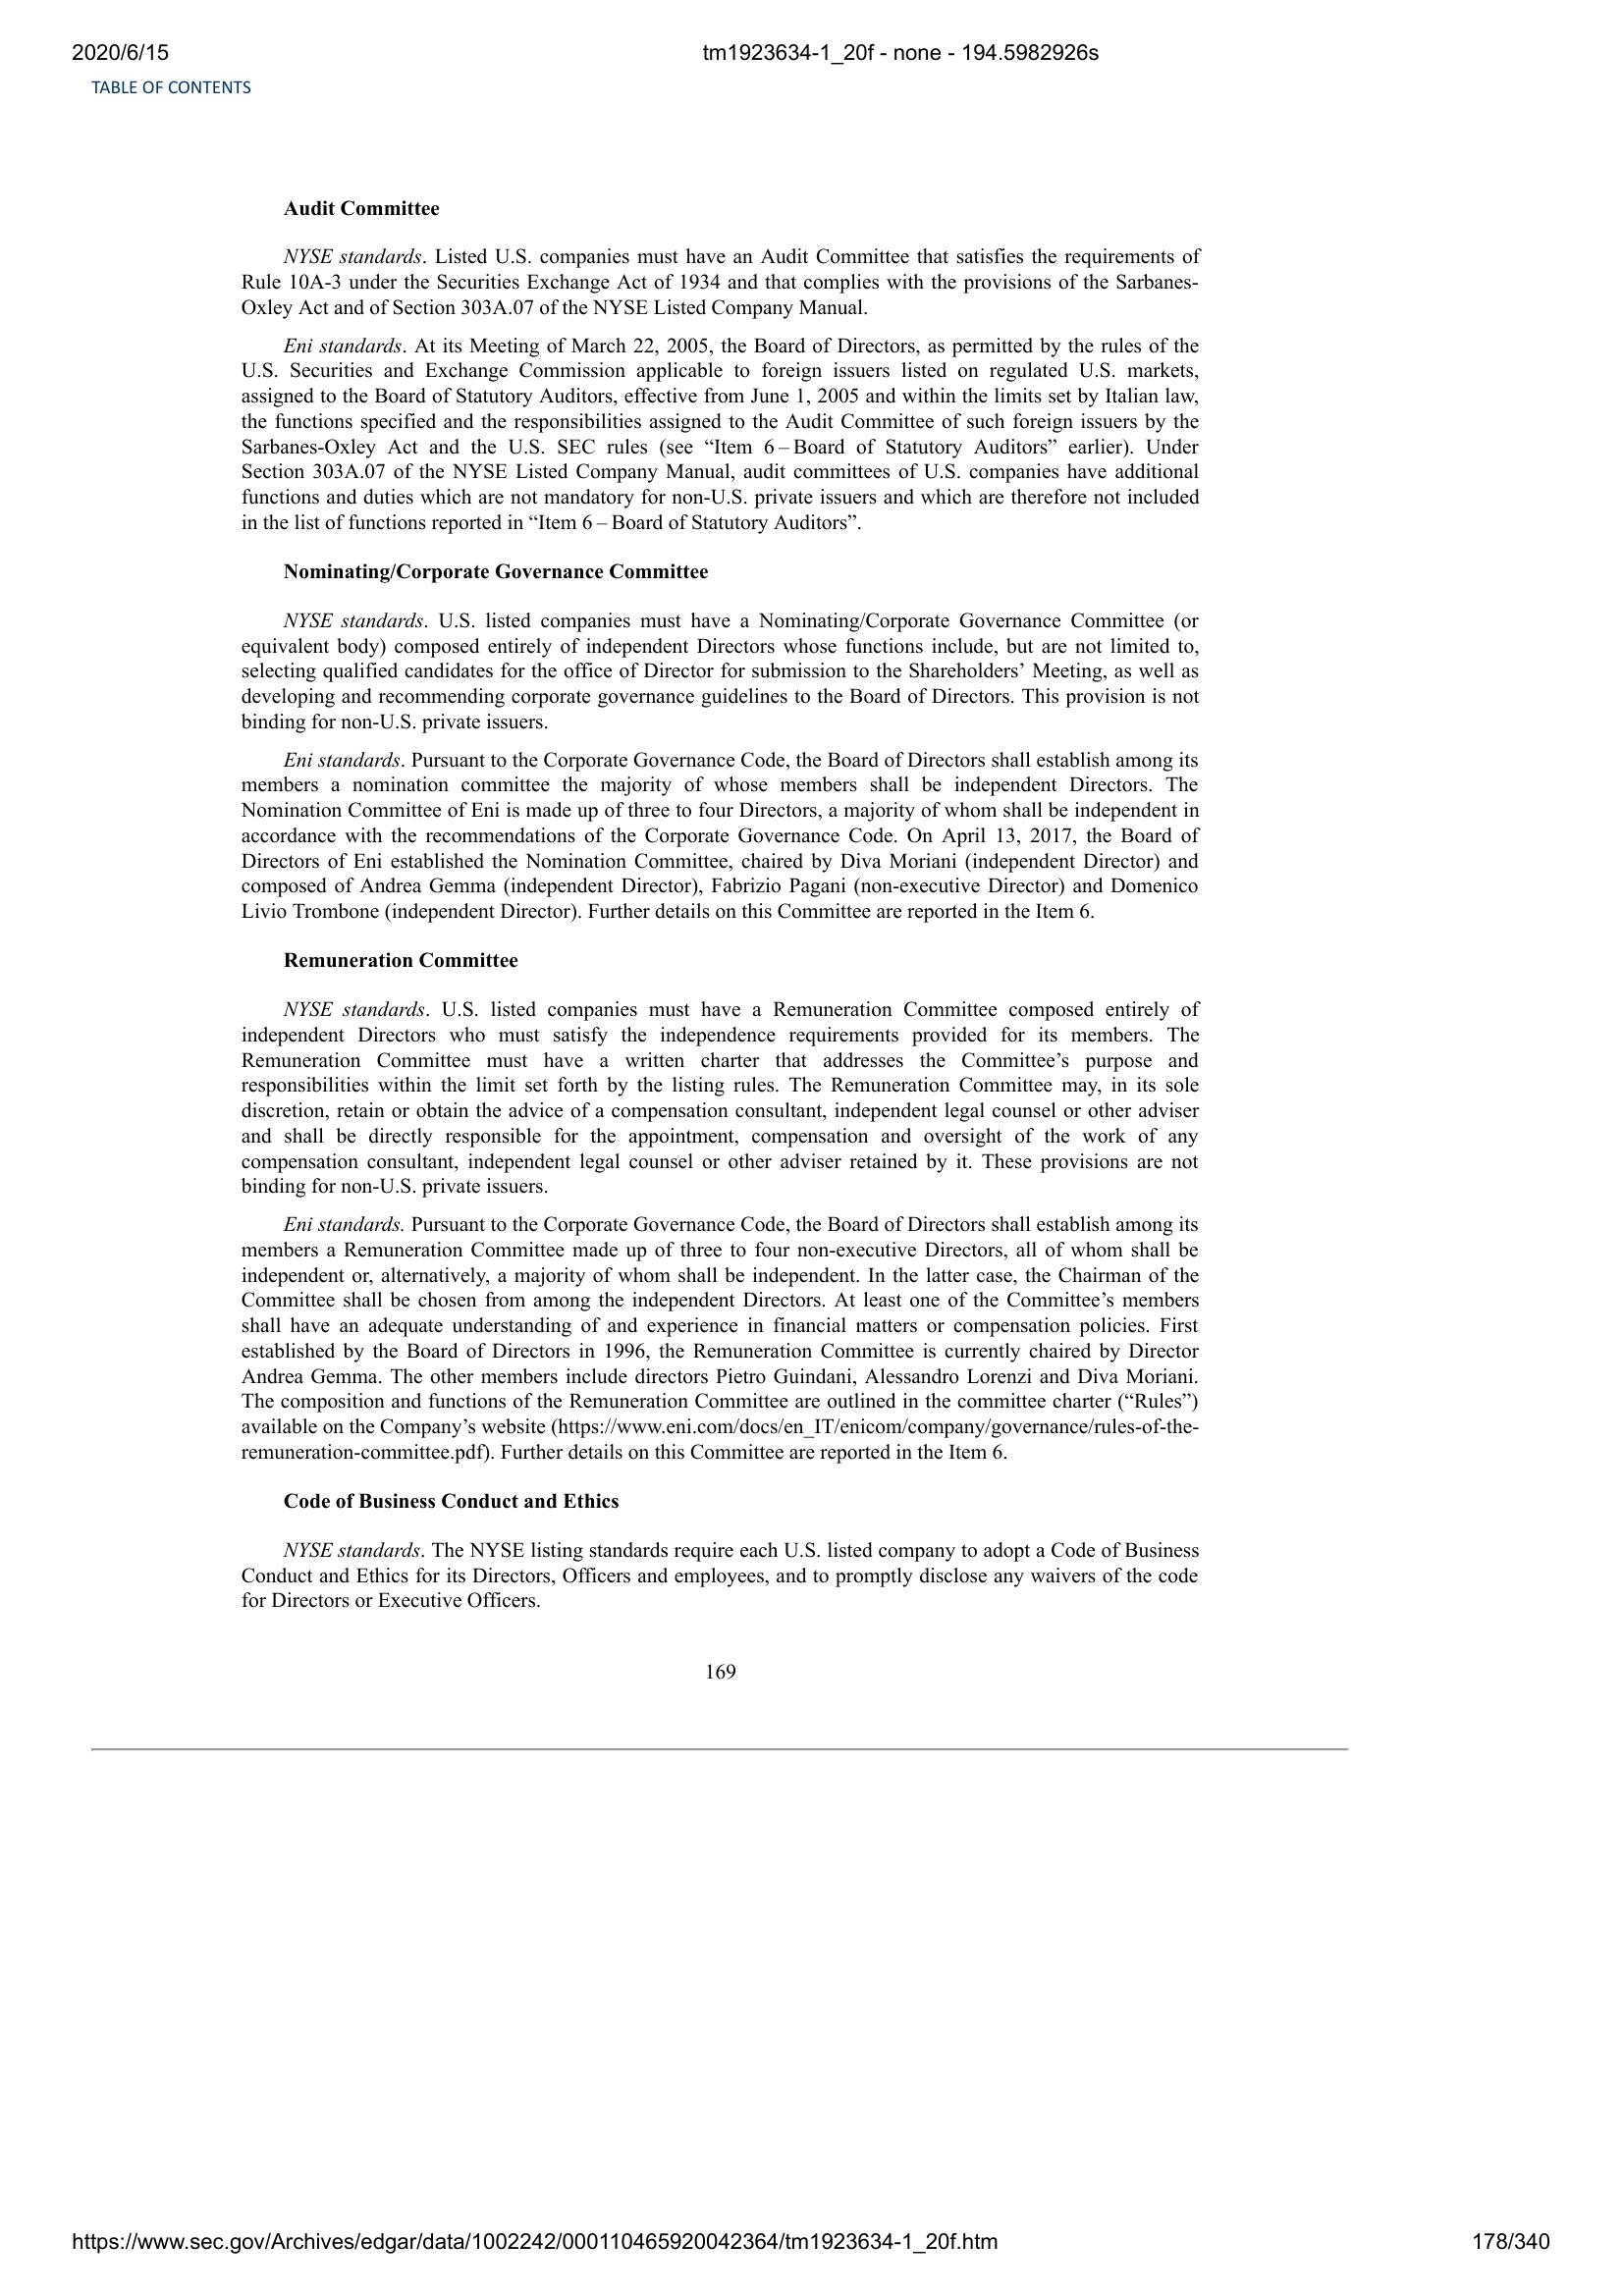 2020/6/15 tm1923634-1_20f - none - 194.5982926s
TABLE OF CONTENTS
Audit Committee
NYSE standards. Listed U.S. companies must have an Audit Committee that satisfies the requirements of
Rule 10A-3 under the Securities Exchange Act of 1934 and that complies with the provisions of the Sarbanes-
Oxley Act and of Section 303A.07 of the NYSE Listed Company Manual.
Eni standards. At its Meeting of March 22, 2005, the Board of Directors, as permitted by the rules of the
U.S. Securities and Exchange Commission applicable to foreign issuers listed on regulated U.S. markets,
assigned to the Board of Statutory Auditors, effective from June 1, 2005 and within the limits set by Italian law,
the functions specified and the responsibilities assigned to the Audit Committee of such foreign issuers by the
Sarbanes-Oxley Act and the U.S. SEC rules (see “Item 6 – Board of Statutory Auditors” earlier). Under
Section 303A.07 of the NYSE Listed Company Manual, audit committees of U.S. companies have additional
functions and duties which are not mandatory for non-U.S. private issuers and which are therefore not included
in the list of functions reported in “Item 6 – Board of Statutory Auditors”.
Nominating/Corporate Governance Committee
NYSE standards. U.S. listed companies must have a Nominating/Corporate Governance Committee (or
equivalent body) composed entirely of independent Directors whose functions include, but are not limited to,
selecting qualified candidates for the office of Director for submission to the Shareholders’ Meeting, as well as
developing and recommending corporate governance guidelines to the Board of Directors. This provision is not
binding for non-U.S. private issuers.
Eni standards. Pursuant to the Corporate Governance Code, the Board of Directors shall establish among its
members a nomination committee the majority of whose members shall be independent Directors. The
Nomination Committee of Eni is made up of three to four Directors, a majority of whom shall be independent in
accordance with the recommendations of the Corporate Governance Code. On April 13, 2017, the Board of
Directors of Eni established the Nomination Committee, chaired by Diva Moriani (independent Director) and
composed of Andrea Gemma (independent Director), Fabrizio Pagani (non-executive Director) and Domenico
Livio Trombone (independent Director). Further details on this Committee are reported in the Item 6.
Remuneration Committee
NYSE standards. U.S. listed companies must have a Remuneration Committee composed entirely of
independent Directors who must satisfy the independence requirements provided for its members. The
Remuneration Committee must have a written charter that addresses the Committee’s purpose and
responsibilities within the limit set forth by the listing rules. The Remuneration Committee may, in its sole
discretion, retain or obtain the advice of a compensation consultant, independent legal counsel or other adviser
and shall be directly responsible for the appointment, compensation and oversight of the work of any
compensation consultant, independent legal counsel or other adviser retained by it. These provisions are not
binding for non-U.S. private issuers.
Eni standards. Pursuant to the Corporate Governance Code, the Board of Directors shall establish among its
members a Remuneration Committee made up of three to four non-executive Directors, all of whom shall be
independent or, alternatively, a majority of whom shall be independent. In the latter case, the Chairman of the
Committee shall be chosen from among the independent Directors. At least one of the Committee’s members
shall have an adequate understanding of and experience in financial matters or compensation policies. First
established by the Board of Directors in 1996, the Remuneration Committee is currently chaired by Director
Andrea Gemma. The other members include directors Pietro Guindani, Alessandro Lorenzi and Diva Moriani.
The composition and functions of the Remuneration Committee are outlined in the committee charter (“Rules”)
available on the Company’s website (https://www.eni.com/docs/en_IT/enicom/company/governance/rules-of-the-
remuneration-committee.pdf). Further details on this Committee are reported in the Item 6.
Code of Business Conduct and Ethics
NYSE standards. The NYSE listing standards require each U.S. listed company to adopt a Code of Business
Conduct and Ethics for its Directors, Officers and employees, and to promptly disclose any waivers of the code
for Directors or Executive Officers.
169
https://www.sec.gov/Archives/edgar/data/1002242/000110465920042364/tm1923634-1_20f.htm 178/340